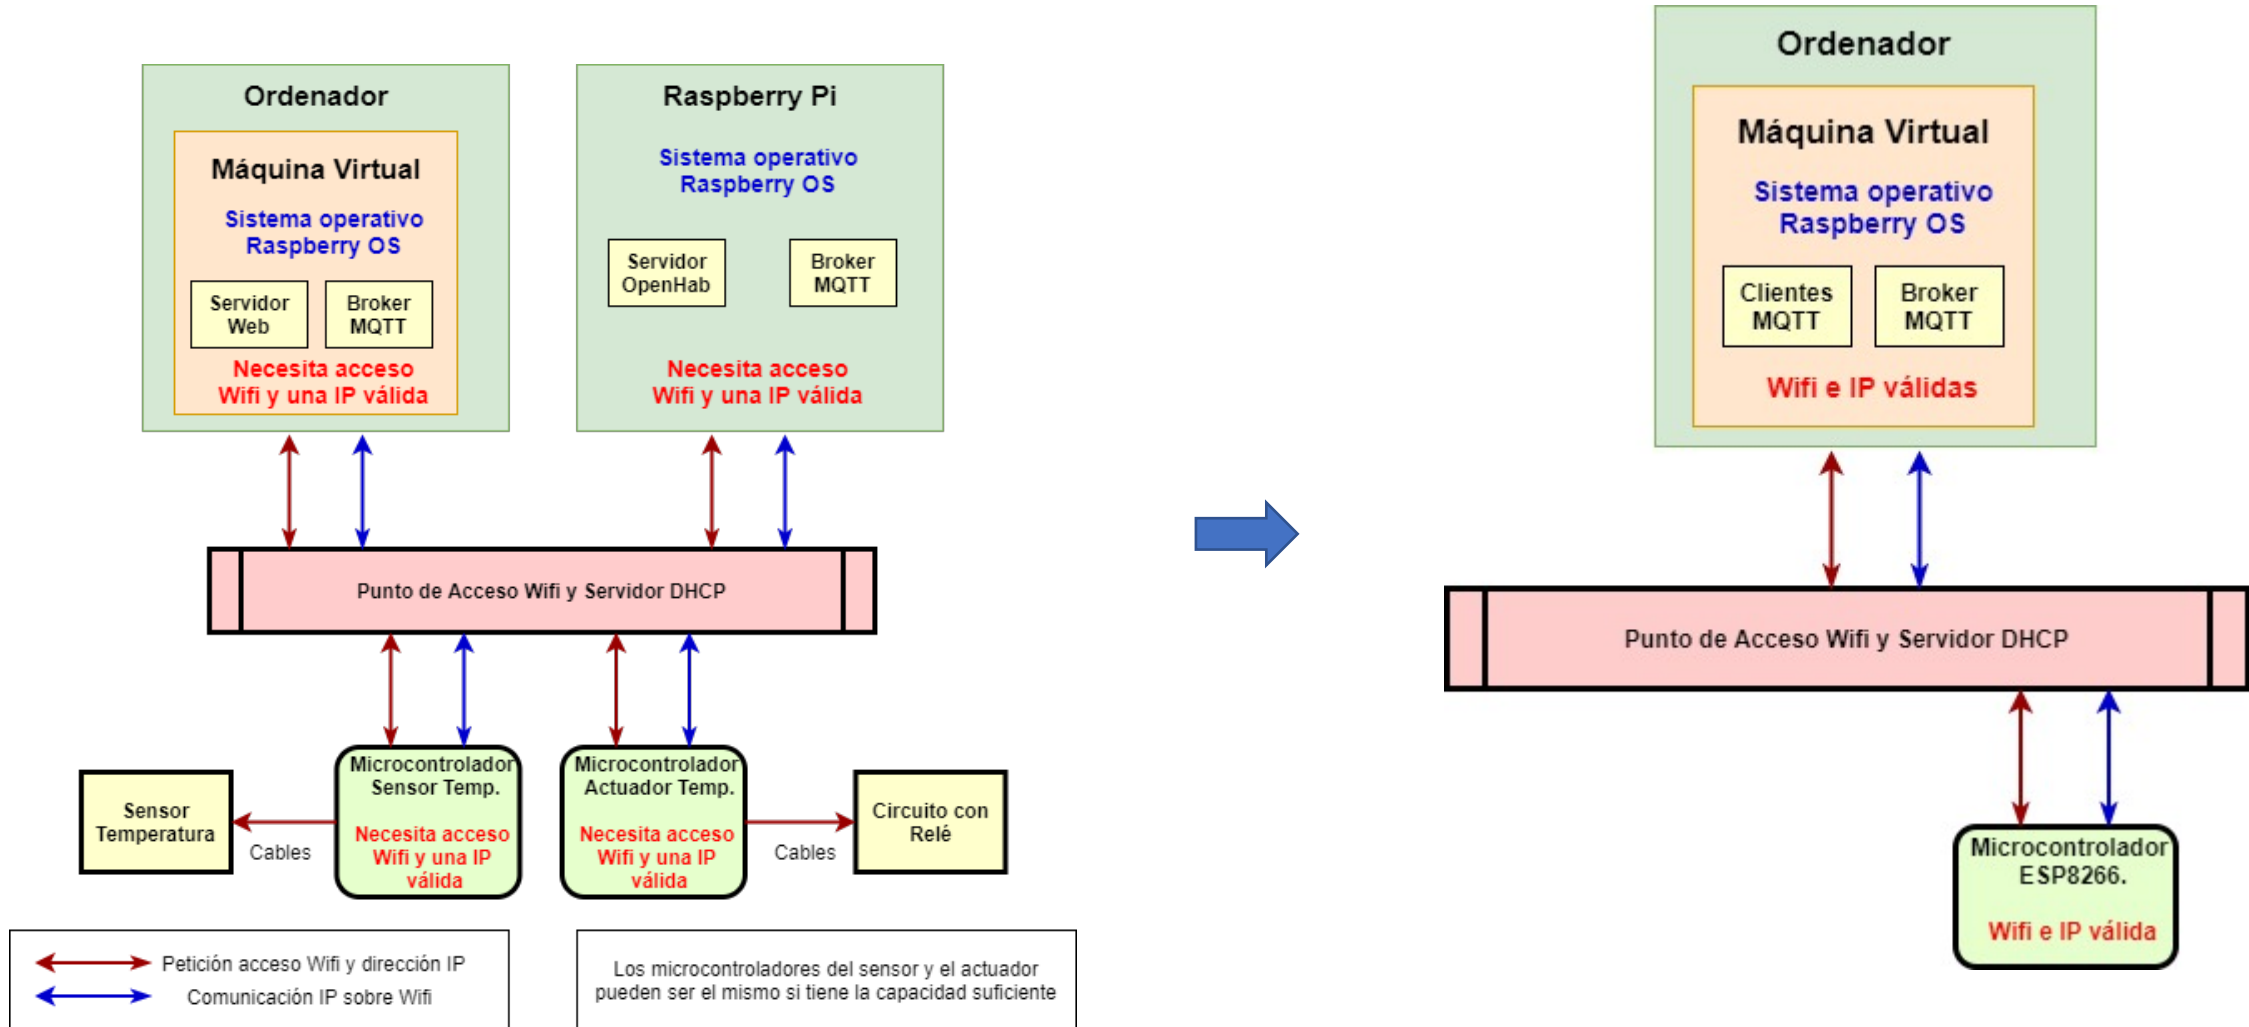 Ordenador
Máquina Virtual
Sistema operativo
Raspberry OS
Servidor
Web
Broker
MQTT
Necesita acceso
Wifi y una IP válida
Raspberry Pi
Sistema operativo
Raspberry OS
Servidor
OpenHab
Broker
MQTT
Necesita acceso
Wifi y una IP válida
Punto de Acceso Wifi y Servidor DHCP
Sensor
Temperatura
Cables
Microcontrolador
Sensor Temp.
Necesita acceso
Wifi y una IP
válida
Microcontrolador
Actuador Temp.
Necesita acceso
Wifi y una IP
válida
Cables
Circuito con
Relé
Petición acceso Wifi y dirección IP
Comunicación IP sobre Wifi
Los microcontroladores del sensor y el actuador
pueden ser el mismo si tiene la capacidad suficiente
Ordenador
Máquina Virtual
Sistema operativo
Raspberry OS
Clientes
MQTT
Broker
MQTT
Wifi e IP válidas
Punto de Acceso Wifi y Servidor DHCP
Microcontrolador
ESP8266.
Wifi e IP válida